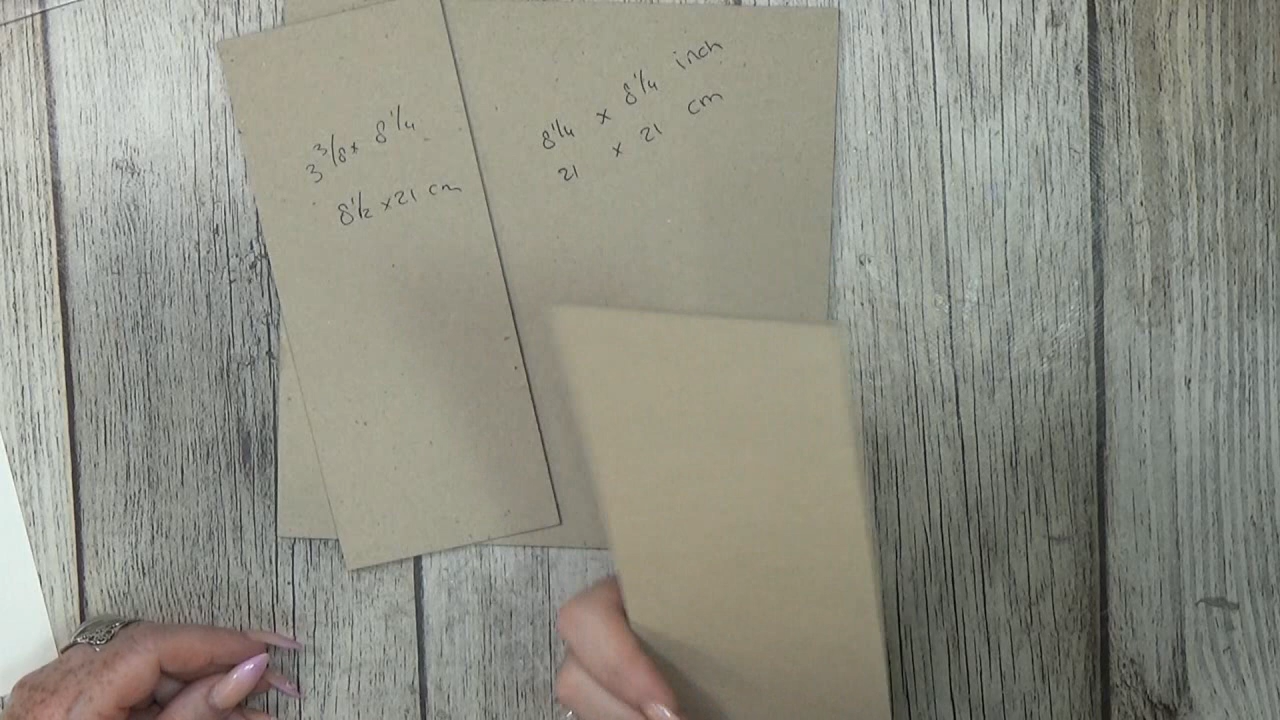 3 3/8 x 8 1/4
8 1/2 x 21 cm
8 1/4 x 8 1/4 inch
21 x 21 cm